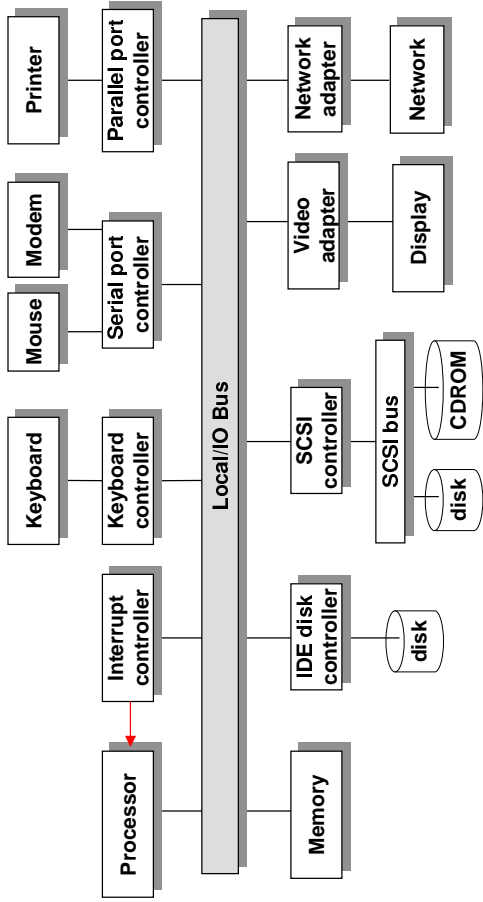 Keyboard
Mouse
Modem
Printer
Processor
Interrupt
controller
Keyboard
controller
Serial port
controller
Parallel port
controller
Local/IO Bus
Memory
IDE disk
controller
SCSI
controller
Video
adapter
Network
adapter
disk
SCSI bus
disk
CDROM
Display
Network